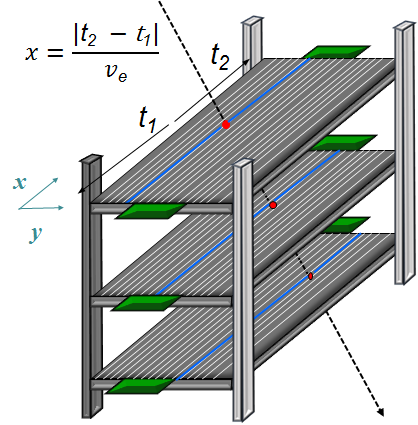 x = |t₂ - t₁| / vₑ
t₂
t₁
x
y